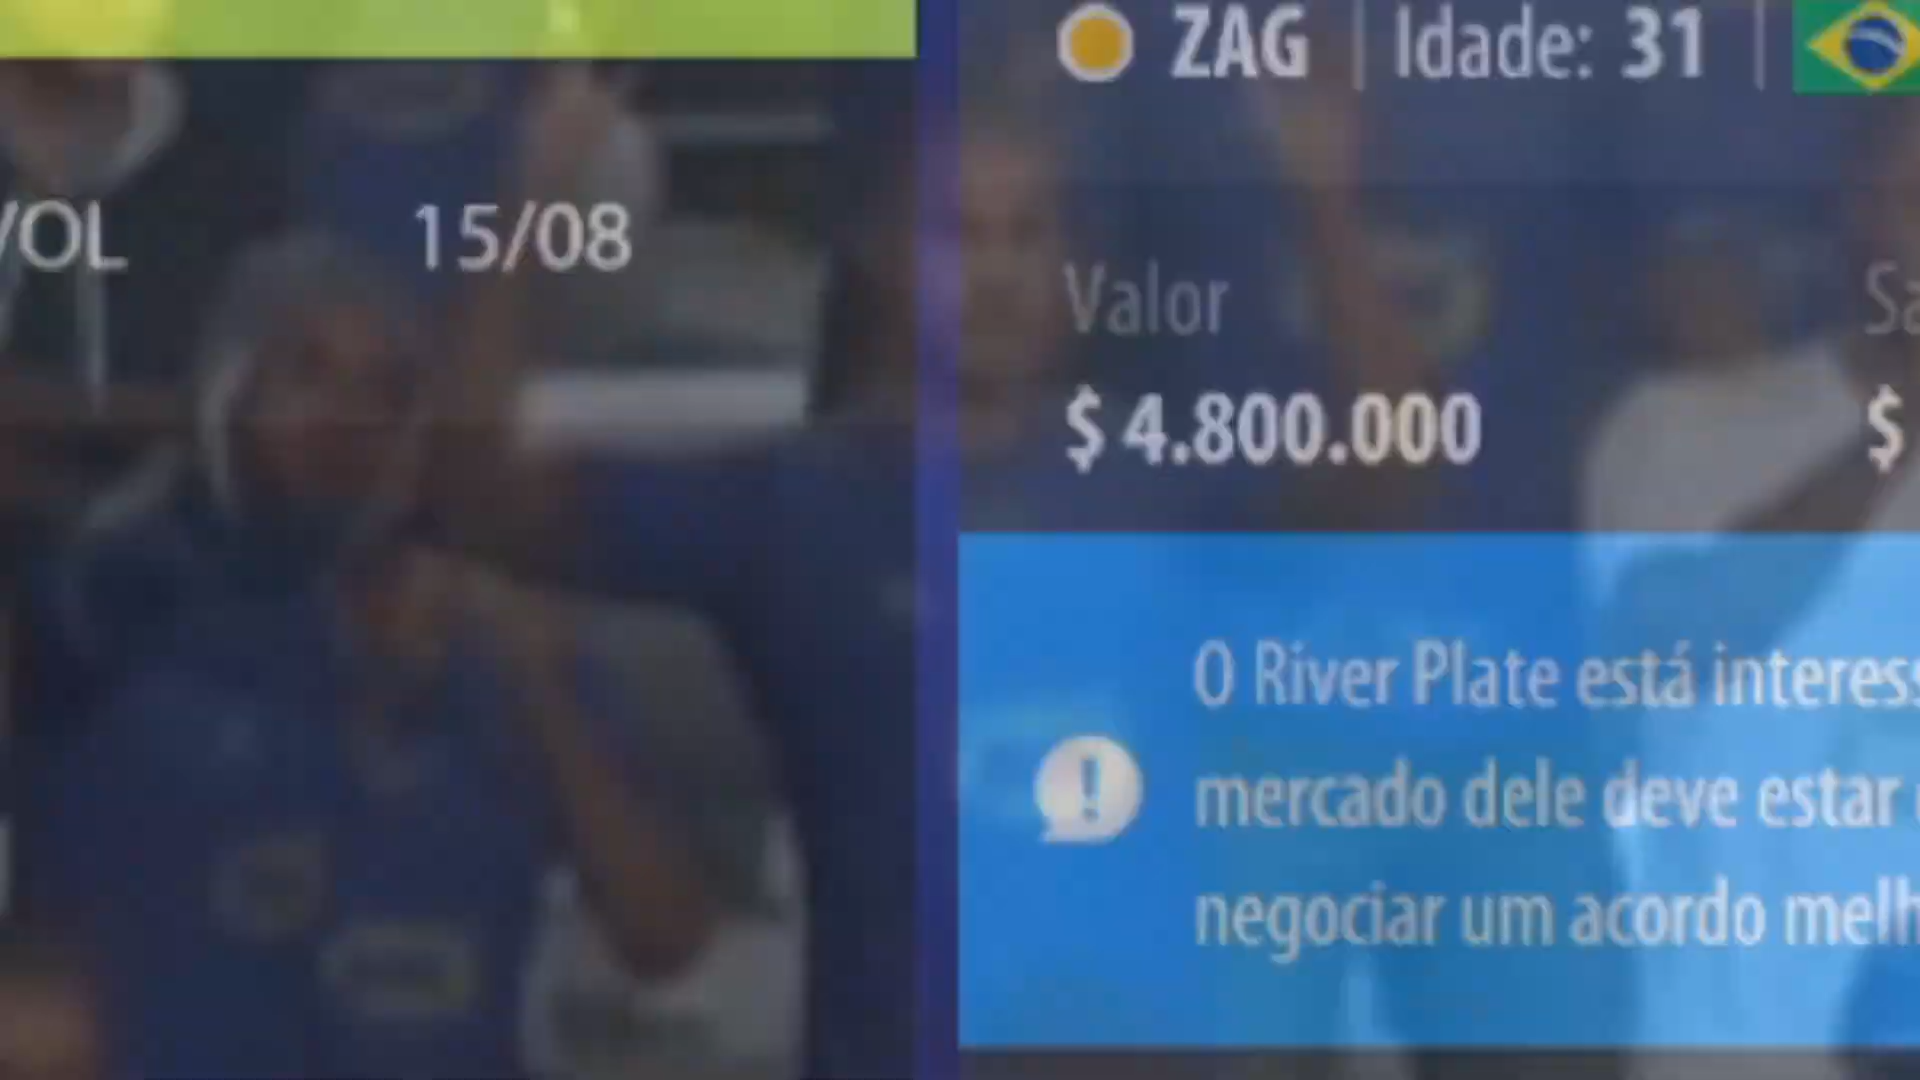 ZAG | Idade: 31 |
VOL 15/08
Valor
$ 4.800.000 $
O River Plate está
mercado dele deve estar
negociar um acordo